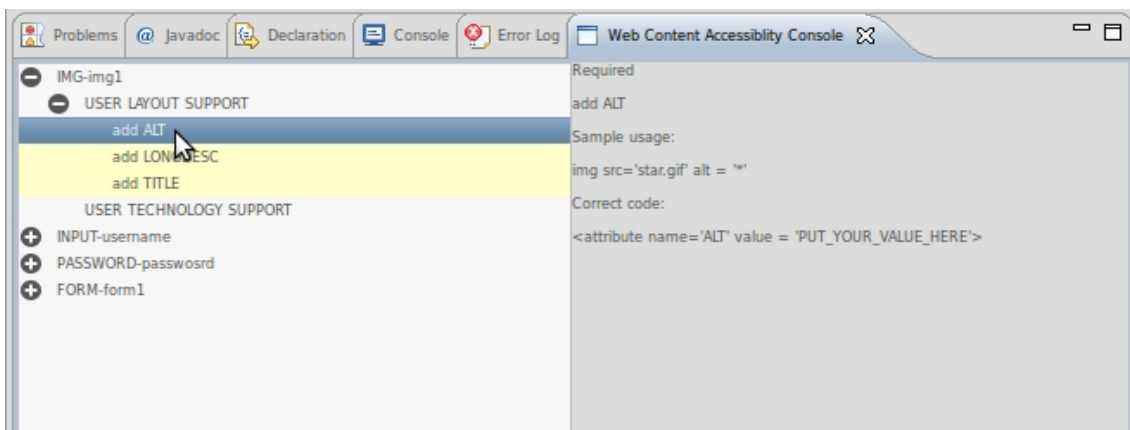 Problems @ Javadoc Declaration Console Error Log Web Content Accessiblity Console
IMG-img1
USER LAYOUT SUPPORT
add ALT
add LONGDESC
add TITLE
USER TECHNOLOGY SUPPORT
INPUT-username
PASSWORD-passwosrd
FORM-form1
Required
add ALT
Sample usage:
img src='star.gif' alt = '*'
Correct code:
<attribute name='ALT' value = 'PUT_YOUR_VALUE_HERE'>